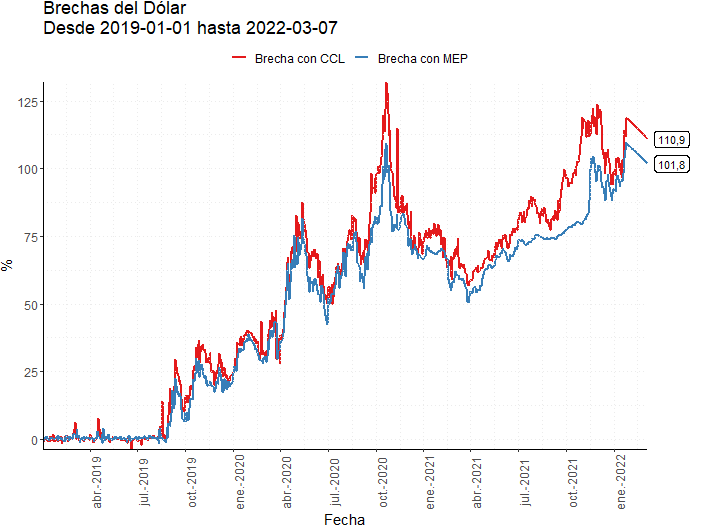 Brechas del Dólar
Desde 2019-01-01 hasta 2022-03-07
Brecha con CCL Brecha con MEP
125
100
75
50
25
0
%
110,9
101,8
abr.-2019 jul.-2019 oct.-2019 ene.-2020 abr.-2020 jul.-2020 oct.-2020 ene.-2021 abr.-2021 jul.-2021 oct.-2021 ene.-2022
Fecha